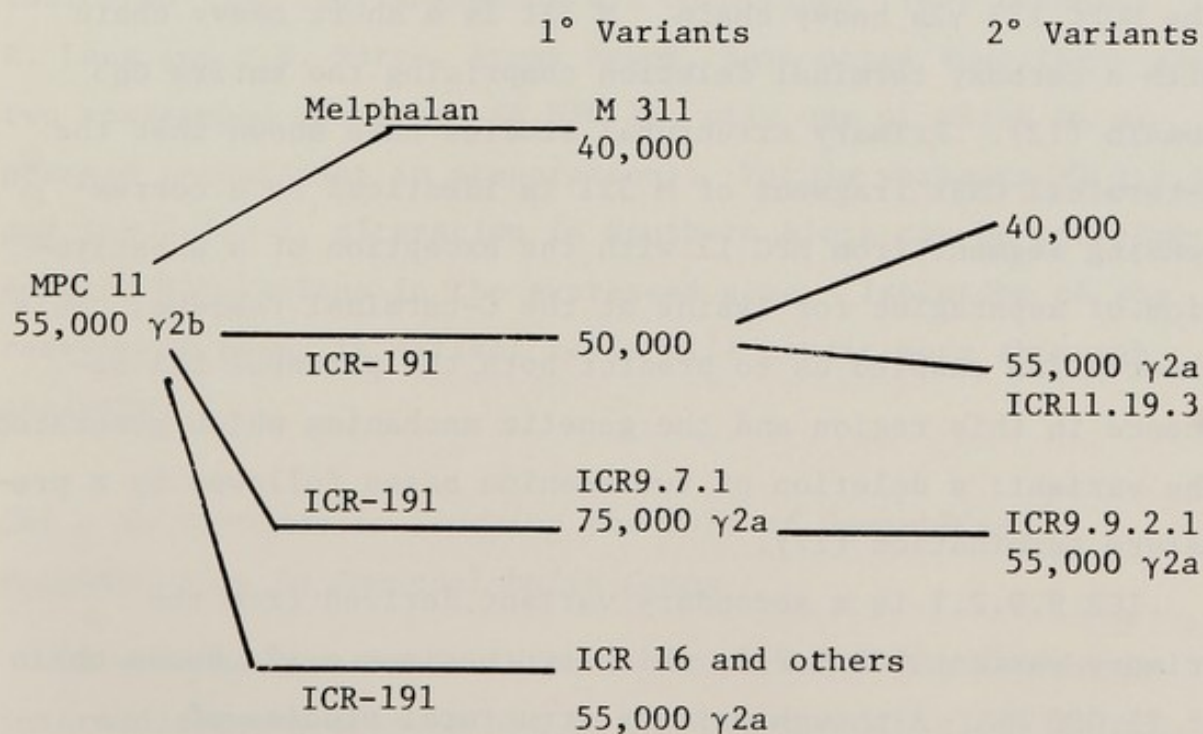 1° Variants 2° Variants
Melphalan M 311
40,000
40,000
MPC 11
55,000 γ2b
ICR-191 50,000 55,000 γ2a
ICR11.19.3
ICR9.7.1
ICR-191 75,000 γ2a ICR9.9.2.1
55,000 γ2a
ICR 16 and others
ICR-191
55,000 γ2a